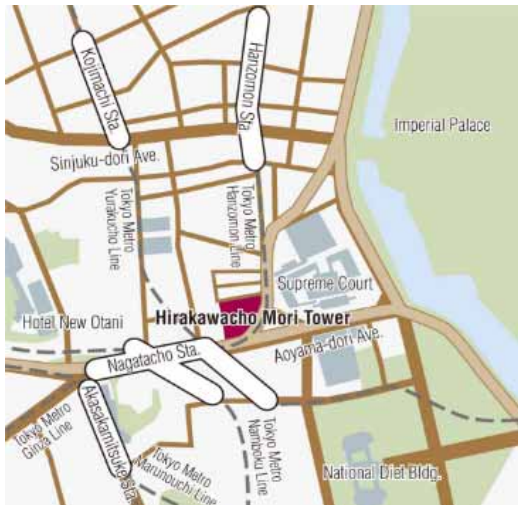 Kojimachi Sta.
Hanzomon Sta.
Imperial Palace
Sinjuku-dori Ave.
Tokyo Metro
Yurakucho Line
Tokyo Metro
Hanzomon Line
Supreme Court
Hotel New Otani
Hirakawacho Mori Tower
Nagatacho Sta.
Aoyama-dori Ave.
Akasakamitsuke Sta.
Tokyo Metro
Ginza Line
Tokyo Metro
Marunouchi Line
Tokyo Metro
Namboku Line
National Diet Bldg.